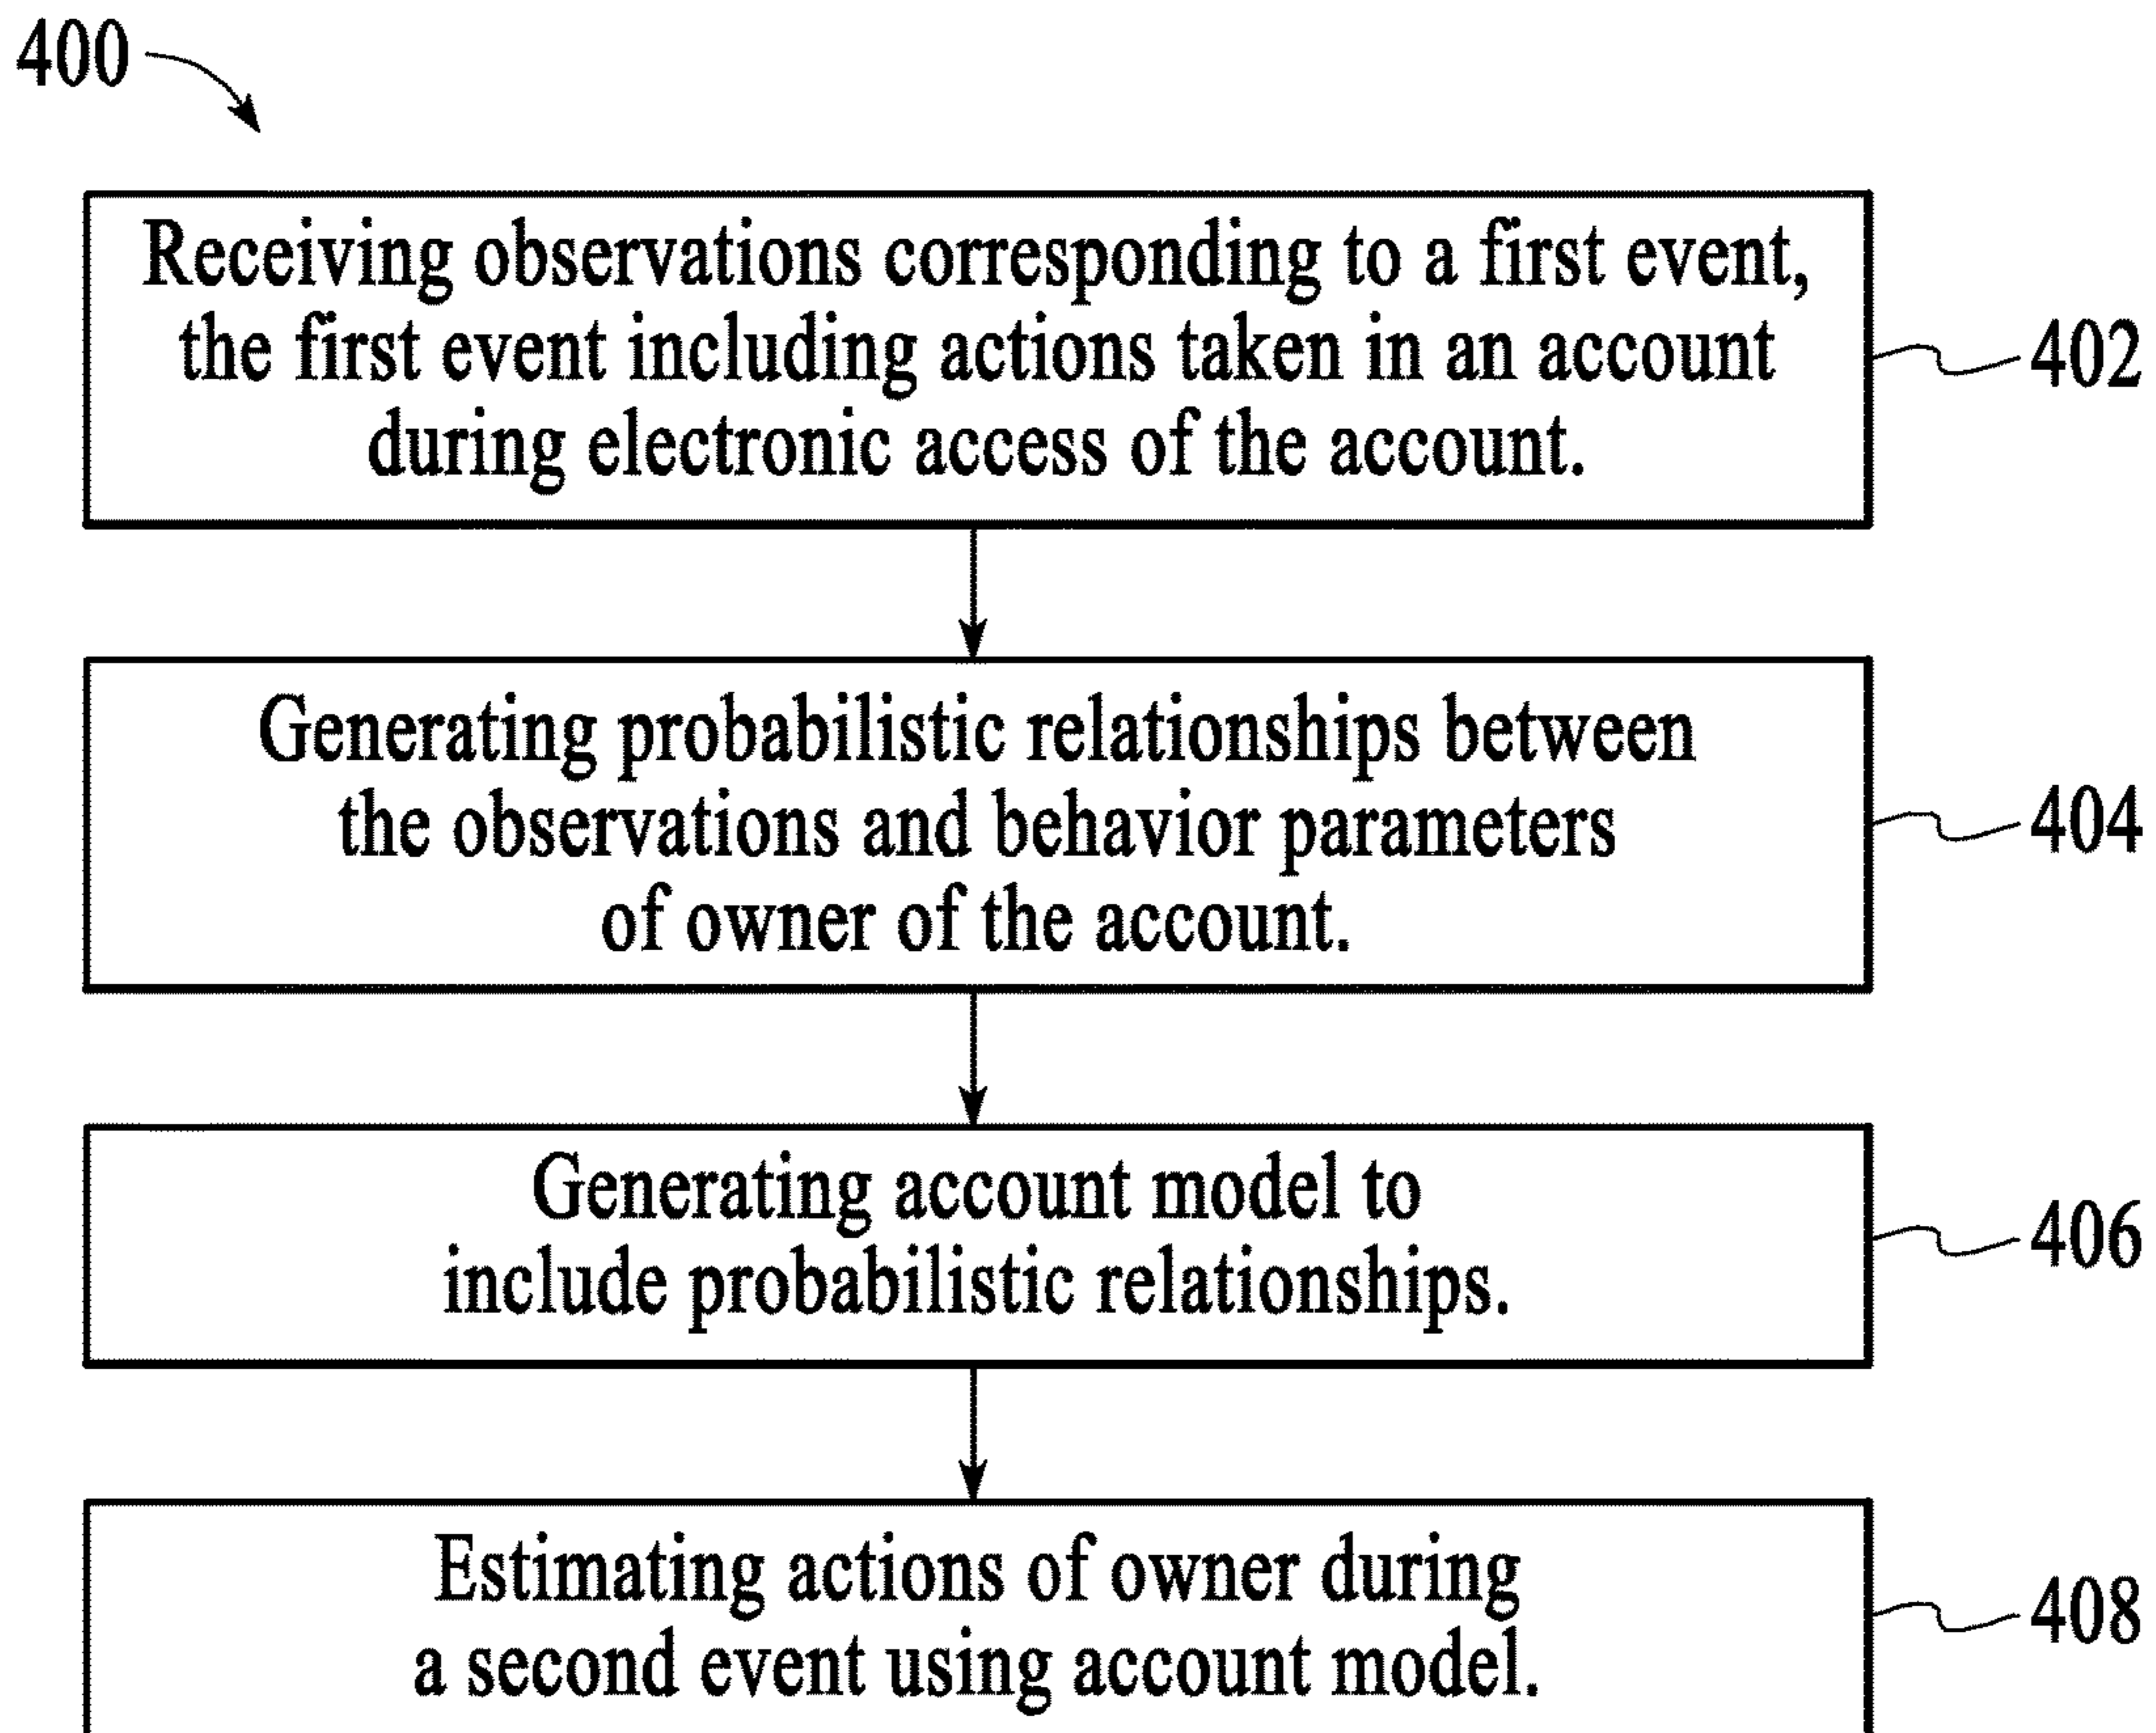 400
Receiving observations corresponding to a first event,
the first event including actions taken in an account
during electronic access of the account.
402
Generating probabilistic relationships between
the observations and behavior parameters
of owner of the account.
404
Generating account model to
include probabilistic relationships.
406
Estimating actions of owner during
a second event using account model.
408